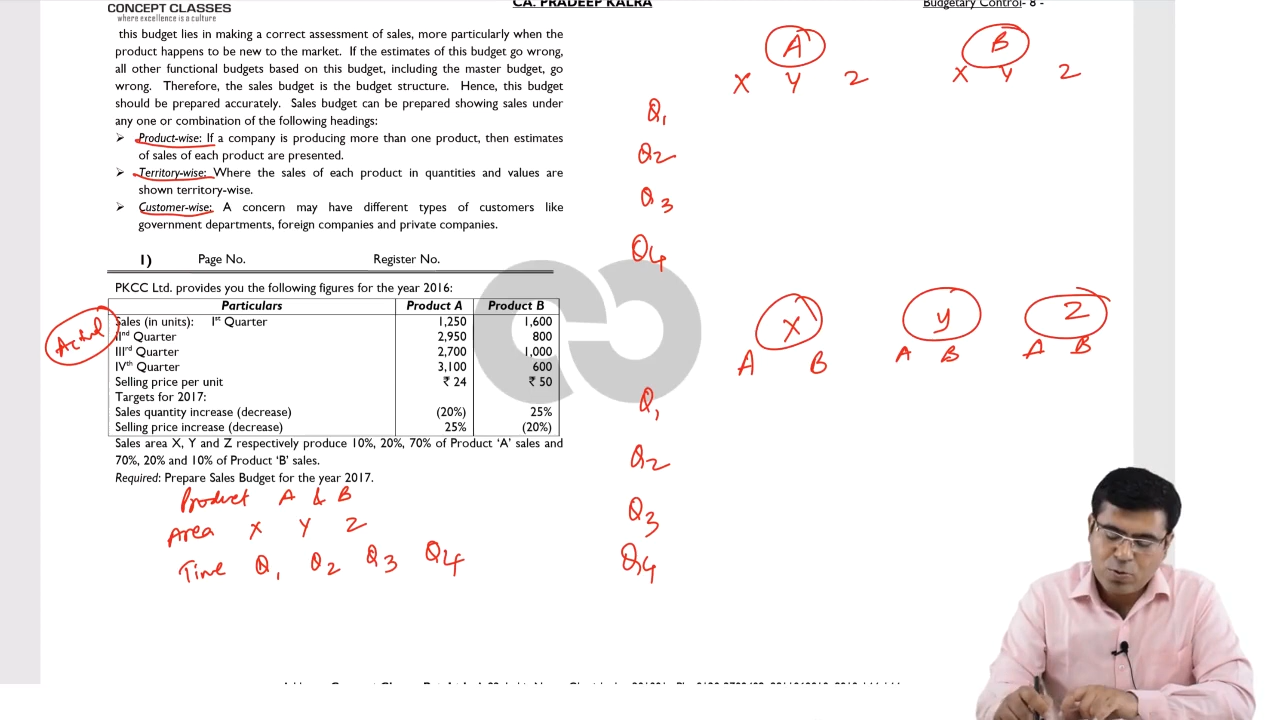 CONCEPT CLASSES
where excellence is a culture
CA. PRADEEP KALRA
Budgetary Control- 8 -
this budget lies in making a correct assessment of sales, more particularly when the
product happens to be new to the market. If the estimates of this budget go wrong,
all other functional budgets based on this budget, including the master budget, go
wrong. Therefore, the sales budget is the budget structure. Hence, this budget
should be prepared accurately. Sales budget can be prepared showing sales under
any one or combination of the following headings:
➢ Product-wise: If a company is producing more than one product, then estimates
of sales of each product are presented.
➢ Territory-wise: Where the sales of each product in quantities and values are
shown territory-wise.
➢ Customer-wise: A concern may have different types of customers like
government departments, foreign companies and private companies.
1) Page No. Register No.
PKCC Ltd. provides you the following figures for the year 2016:
Particulars Product A Product B
Sales (in units): Ist Quarter 1,250 1,600
IInd Quarter 2,950 800
IIIrd Quarter 2,700 1,000
IVth Quarter 3,100 600
Selling price per unit ₹ 24 ₹ 50
Targets for 2017:
Sales quantity increase (decrease) (20%) 25%
Selling price increase (decrease) 25% (20%)
Sales area X, Y and Z respectively produce 10%, 20%, 70% of Product ‘A’ sales and
70%, 20% and 10% of Product ‘B’ sales.
Required: Prepare Sales Budget for the year 2017.
Actual
Product A & B
Area X Y Z
Time Q1 Q2 Q3 Q4
A B
X Y Z X Y Z
Q1
Q2
Q3
Q4
X Y Z
A B A B A B
Q1
Q2
Q3
Q4